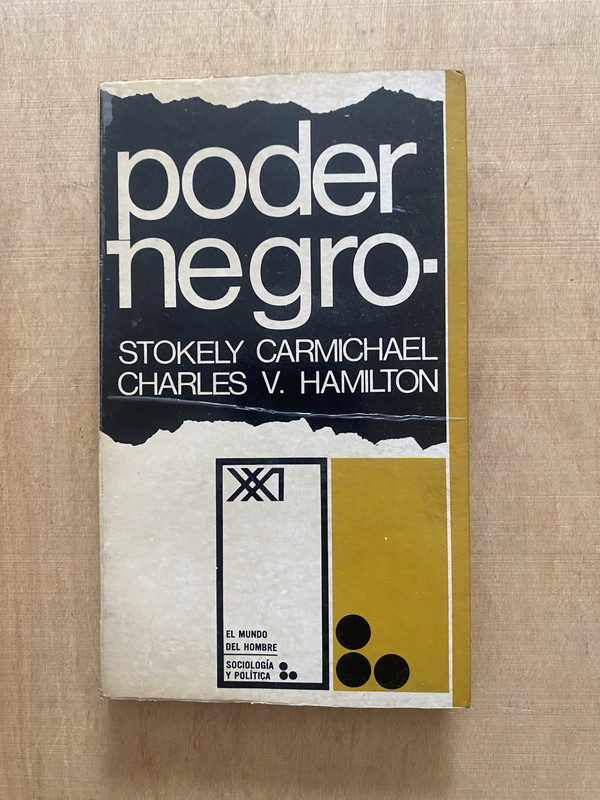 poder
negro.
STOKELY CARMICHAEL
CHARLES V. HAMILTON
XXI
EL MUNDO
DEL HOMBRE
SOCIOLOGÍA
Y POLÍTICA